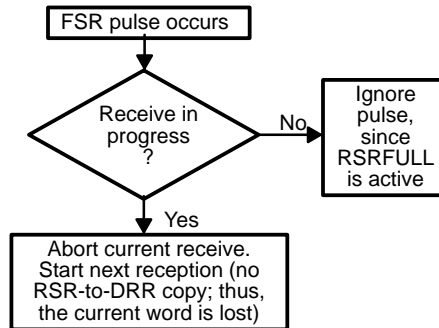 FSR pulse occurs
Receive in
progress
?
No
Ignore
pulse,
since
RSRFULL
is active
Yes
Abort current receive.
Start next reception (no
RSR-to-DRR copy; thus,
the current word is lost)